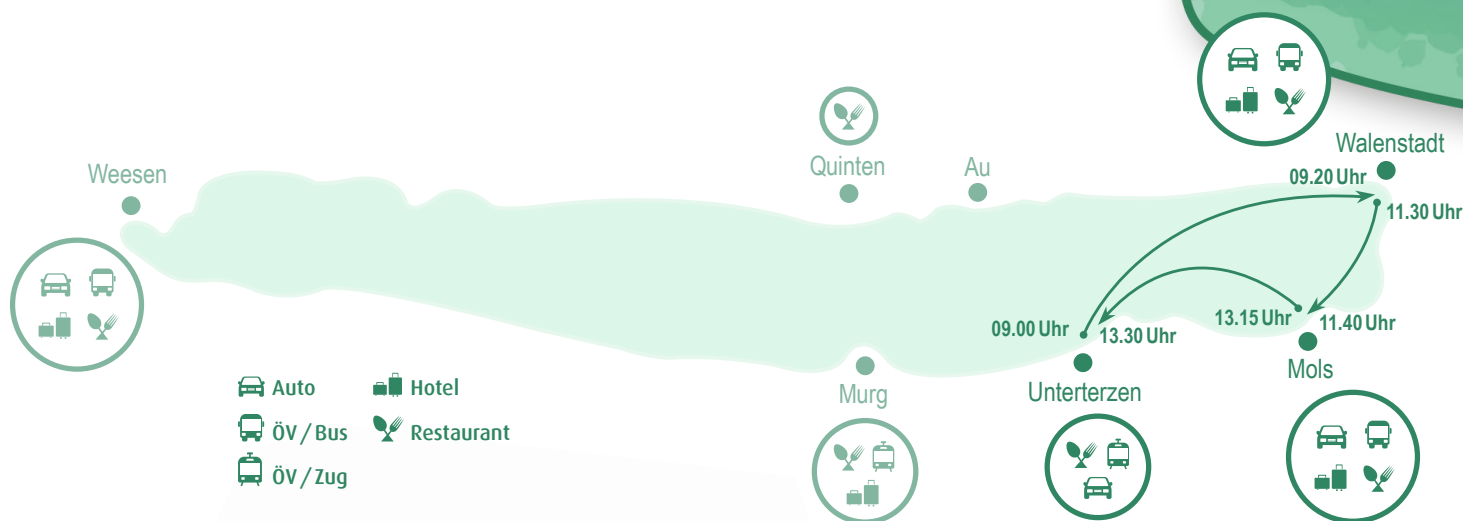 Walenstadt
Weesen
Quinten
Au
09.20 Uhr
11.30 Uhr
09.00 Uhr
13.30 Uhr
13.15 Uhr
11.40 Uhr
Murg
Unterterzen
Mols
Auto
Hotel
ÖV / Bus
Restaurant
ÖV / Zug